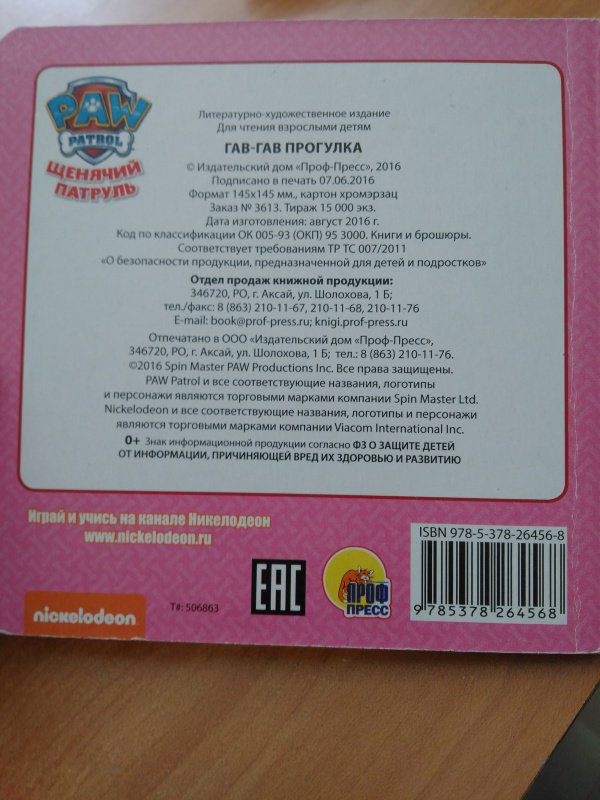 PAW
PATROL
ЩЕНЯЧИЙ
ПАТРУЛЬ
Литературно-художественное издание
Для чтения взрослыми детям
ГАВ-ГАВ ПРОГУЛКА
© Издательский дом «Проф-Пресс», 2016
Подписано в печать 07.06.2016
Формат 145х145 мм., картон хромэрзац
Заказ № 3613. Тираж 15 000 экз.
Дата изготовления: август 2016 г.
Код по классификации ОК 005-93 (ОКП) 95 3000. Книги и брошюры.
Соответствует требованиям ТР ТС 007/2011
«О безопасности продукции, предназначенной для детей и подростков»
Отдел продаж книжной продукции:
346720, РО, г. Аксай, ул. Шолохова, 1 Б;
тел./факс: 8 (863) 210-11-67, 210-11-68, 210-11-76
E-mail: book@prof-press.ru; knigi.prof-press.ru
Отпечатано в ООО «Издательский дом «Проф-Пресс»,
346720, РО, г. Аксай, ул. Шолохова, 1 Б; тел.: 8 (863) 210-11-76.
©2016 Spin Master PAW Productions Inc. Все права защищены.
PAW Patrol и все соответствующие названия, логотипы
и персонажи являются торговыми марками компании Spin Master Ltd.
Nickelodeon и все соответствующие названия, логотипы и персонажи
являются торговыми марками компании Viacom International Inc.
0+ Знак информационной продукции согласно ФЗ О ЗАЩИТЕ ДЕТЕЙ
ОТ ИНФОРМАЦИИ, ПРИЧИНЯЮЩЕЙ ВРЕД ИХ ЗДОРОВЬЮ И РАЗВИТИЮ
Играй и учись на канале Никелодеон
www.nickelodeon.ru
nickelodeon
T#: 506863
EAC
ПРОФ
ПРЕСС
ISBN 978-5-378-26456-8
9 785378 264568